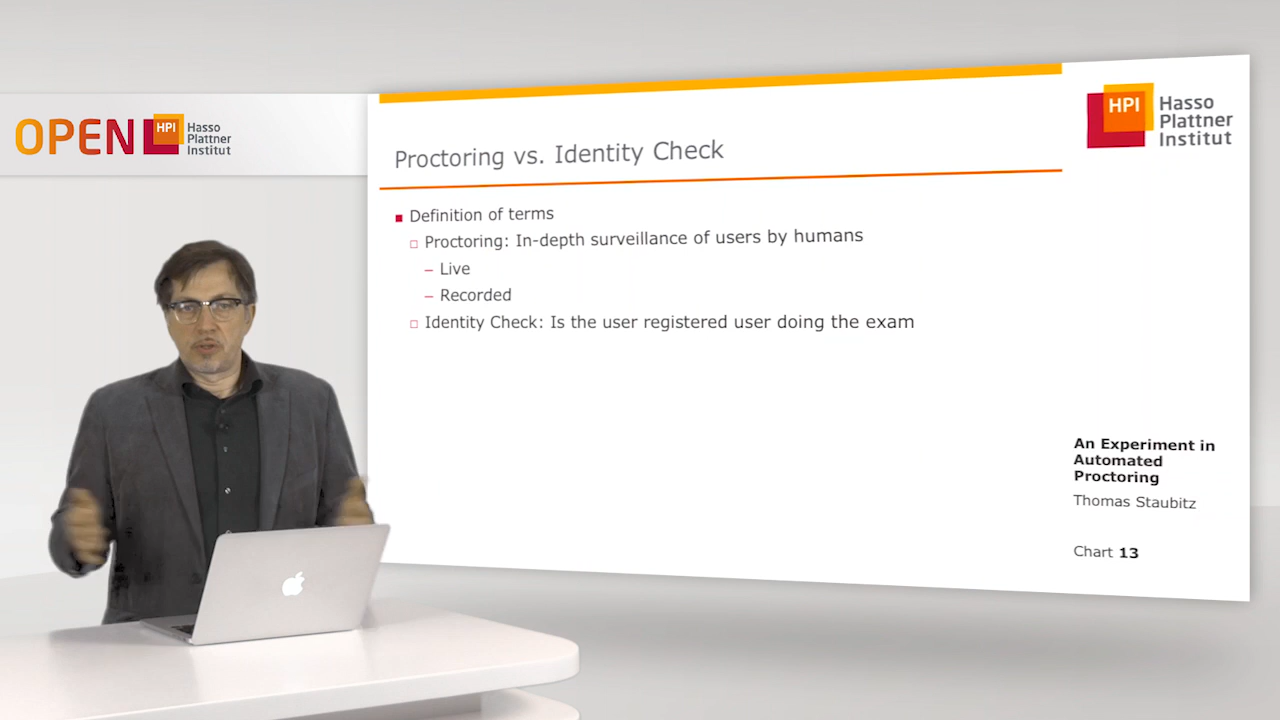 OPEN HPI Hasso
Plattner
Institut
HPI Hasso
Plattner
Institut
Proctoring vs. Identity Check
■ Definition of terms
□ Proctoring: In-depth surveillance of users by humans
– Live
– Recorded
□ Identity Check: Is the user registered user doing the exam
An Experiment in
Automated
Proctoring
Thomas Staubitz
Chart 13